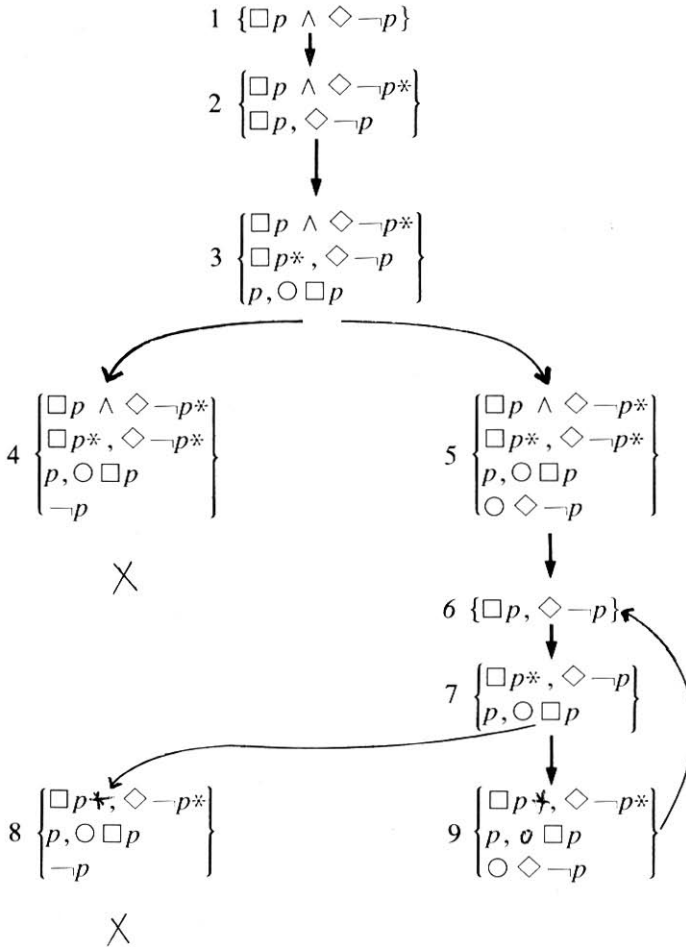 1 {□p ∧ ◇¬p}
2 {□p ∧ ◇¬p*
□p, ◇¬p}
3 {□p ∧ ◇¬p*
□p*, ◇¬p
p, ○□p}
4 {□p ∧ ◇¬p*
□p*, ◇¬p*
p, ○□p
¬p}
X
5 {□p ∧ ◇¬p*
□p*, ◇¬p*
p, ○□p
○◇¬p}
6 {□p, ◇¬p}
7 {□p*, ◇¬p
p, ○□p}
8 {□p*, ◇¬p*
p, ○□p
¬p}
X
9 {□p*, ◇¬p*
p, ○□p
○◇¬p}